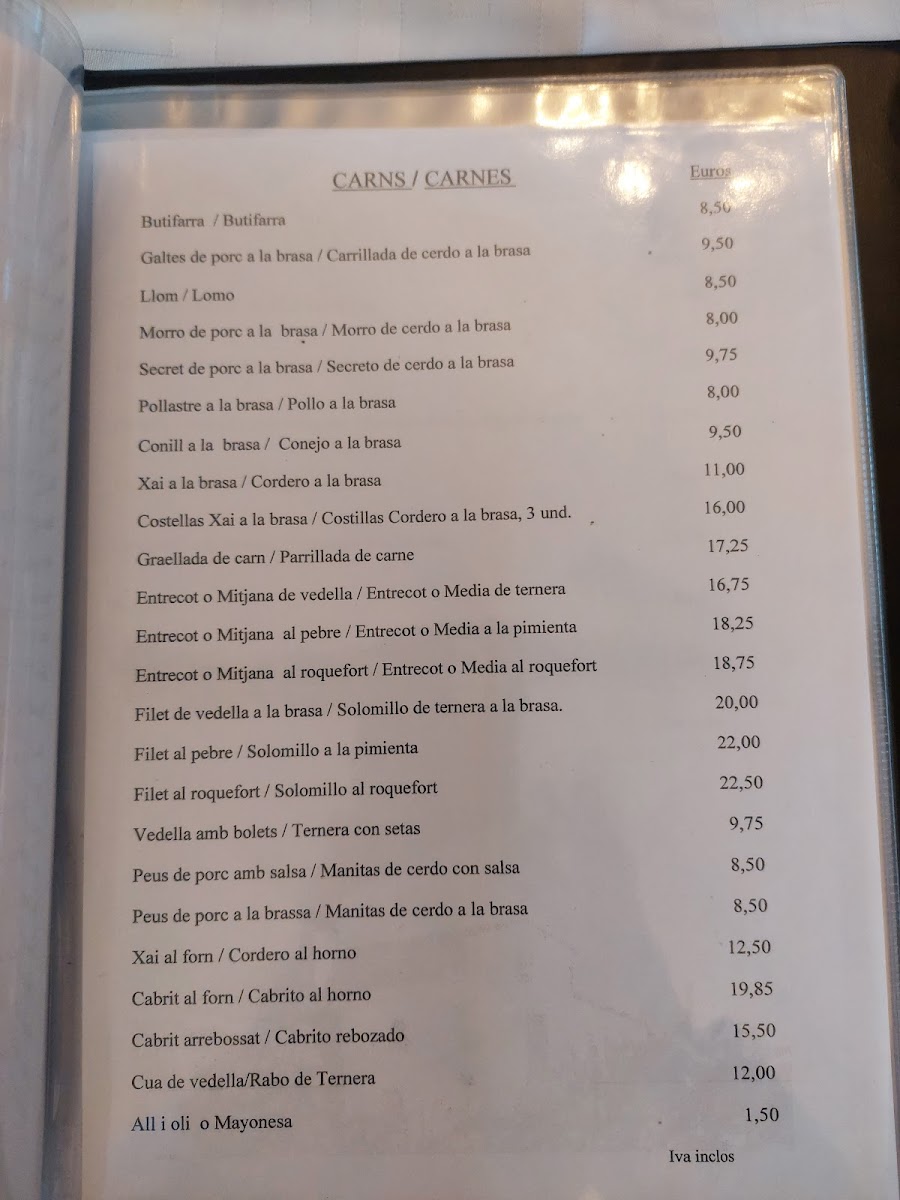 CARNS / CARNES Euros
Butifarra / Butifarra 8,50
Galtes de porc a la brasa / Carrillada de cerdo a la brasa 9,50
Llom / Lomo 8,50
Morro de porc a la brasa / Morro de cerdo a la brasa 8,00
Secret de porc a la brasa / Secreto de cerdo a la brasa 9,75
Pollastre a la brasa / Pollo a la brasa 8,00
Conill a la brasa / Conejo a la brasa 9,50
Xai a la brasa / Cordero a la brasa 11,00
Costellas Xai a la brasa / Costillas Cordero a la brasa, 3 und. 16,00
Graellada de carn / Parrillada de carne 17,25
Entrecot o Mitjana de vedella / Entrecot o Media de ternera 16,75
Entrecot o Mitjana al pebre / Entrecot o Media a la pimienta 18,25
Entrecot o Mitjana al roquefort / Entrecot o Media al roquefort 18,75
Filet de vedella a la brasa / Solomillo de ternera a la brasa. 20,00
Filet al pebre / Solomillo a la pimienta 22,00
Filet al roquefort / Solomillo al roquefort 22,50
Vedella amb bolets / Ternera con setas 9,75
Peus de porc amb salsa / Manitas de cerdo con salsa 8,50
Peus de porc a la brassa / Manitas de cerdo a la brasa 8,50
Xai al forn / Cordero al horno 12,50
Cabrit al forn / Cabrito al horno 19,85
Cabrit arrebossat / Cabrito rebozado 15,50
Cua de vedella/Rabo de Ternera 12,00
All i oli o Mayonesa 1,50
Iva inclos